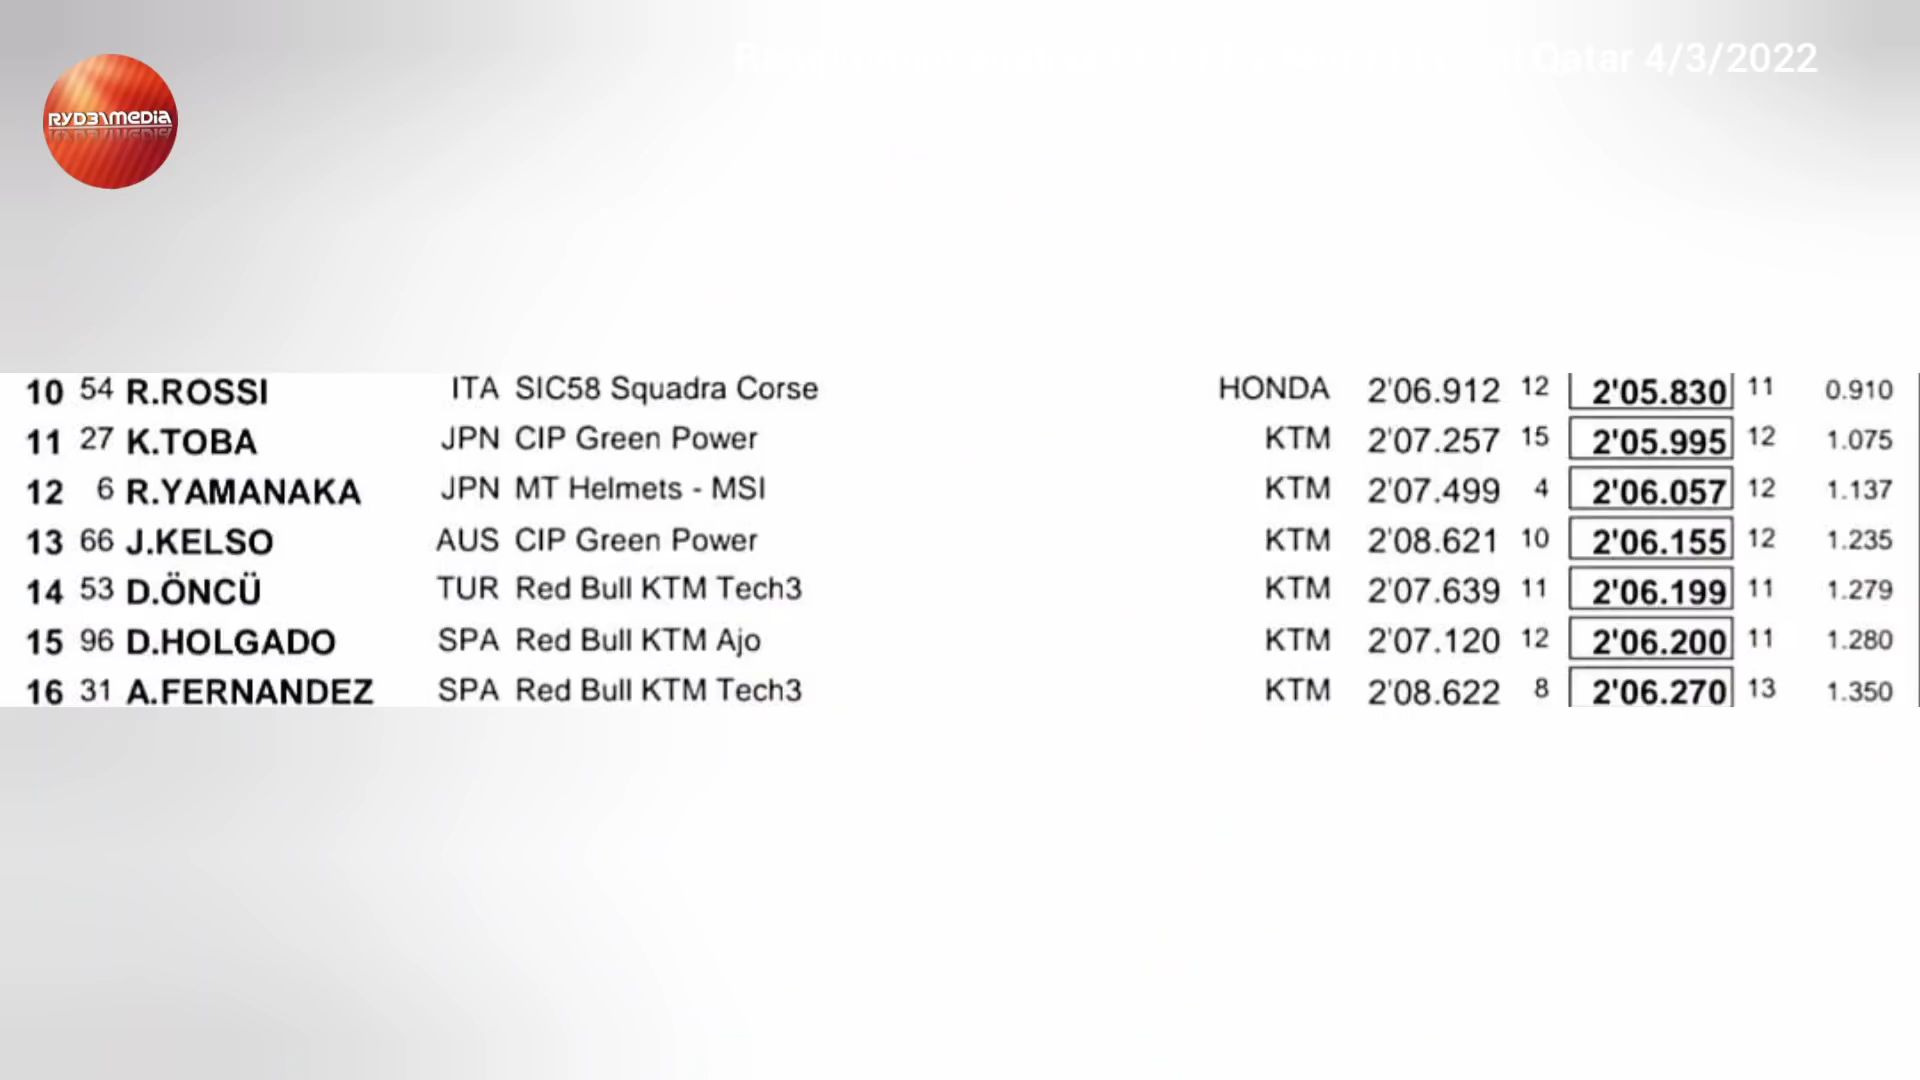 Qatar 4/3/2022
RYD3\MEDIA
10 54 R.ROSSI ITA SIC58 Squadra Corse HONDA 2'06.912 12 2'05.830 11 0.910
11 27 K.TOBA JPN CIP Green Power KTM 2'07.257 15 2'05.995 12 1.075
12 6 R.YAMANAKA JPN MT Helmets - MSI KTM 2'07.499 4 2'06.057 12 1.137
13 66 J.KELSO AUS CIP Green Power KTM 2'08.621 10 2'06.155 12 1.235
14 53 D.ÖNCÜ TUR Red Bull KTM Tech3 KTM 2'07.639 11 2'06.199 11 1.279
15 96 D.HOLGADO SPA Red Bull KTM Ajo KTM 2'07.120 12 2'06.200 11 1.280
16 31 A.FERNANDEZ SPA Red Bull KTM Tech3 KTM 2'08.622 8 2'06.270 13 1.350